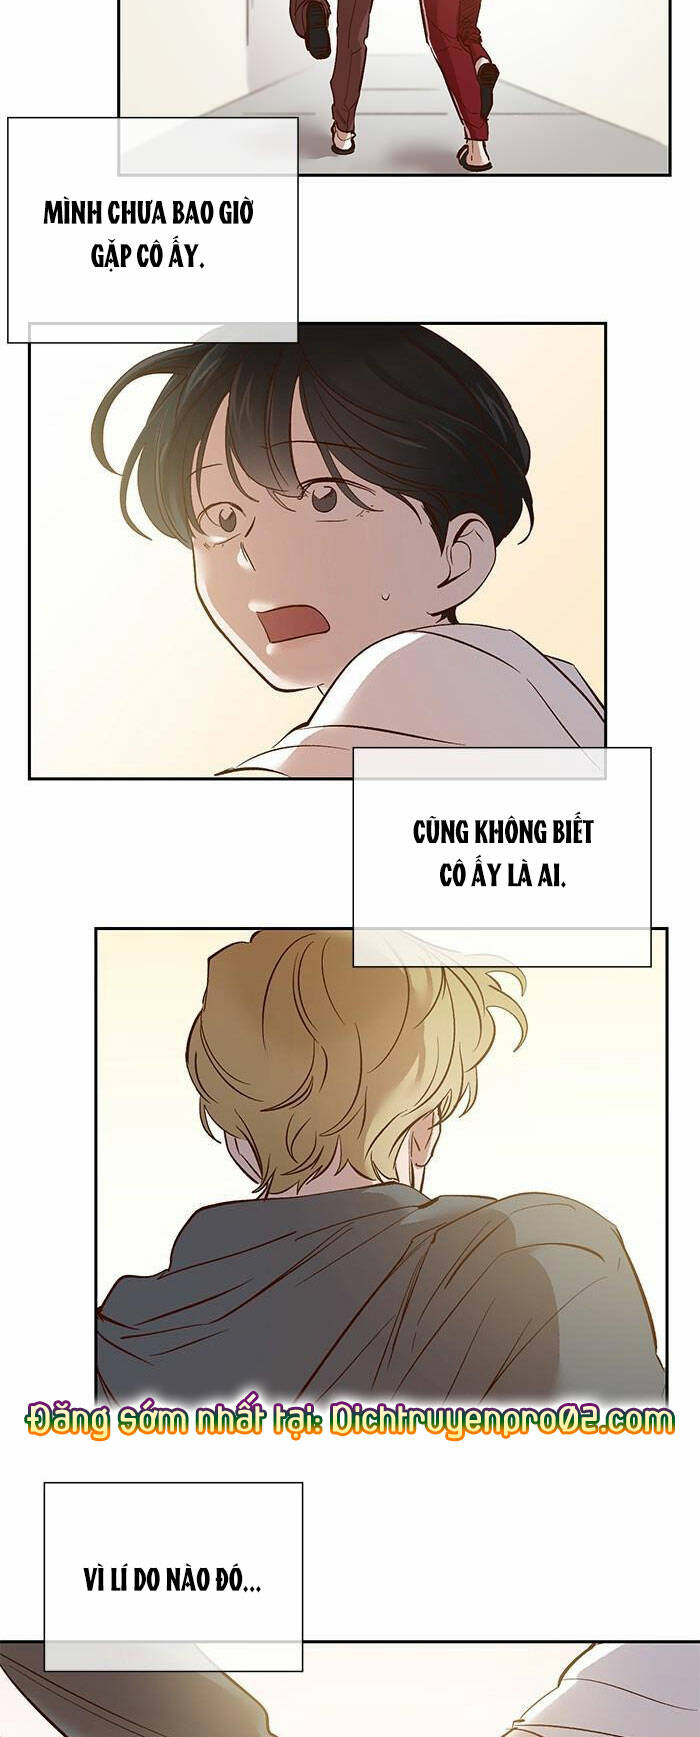 MÌNH CHƯA BAO GIỜ
GẶP CÔ ẤY.
CŨNG KHÔNG BIẾT
CÔ ẤY LÀ AI.
Đăng sớm nhất tại: Dichtruyenpro02.com
VÌ LÍ DO NÀO ĐÓ...